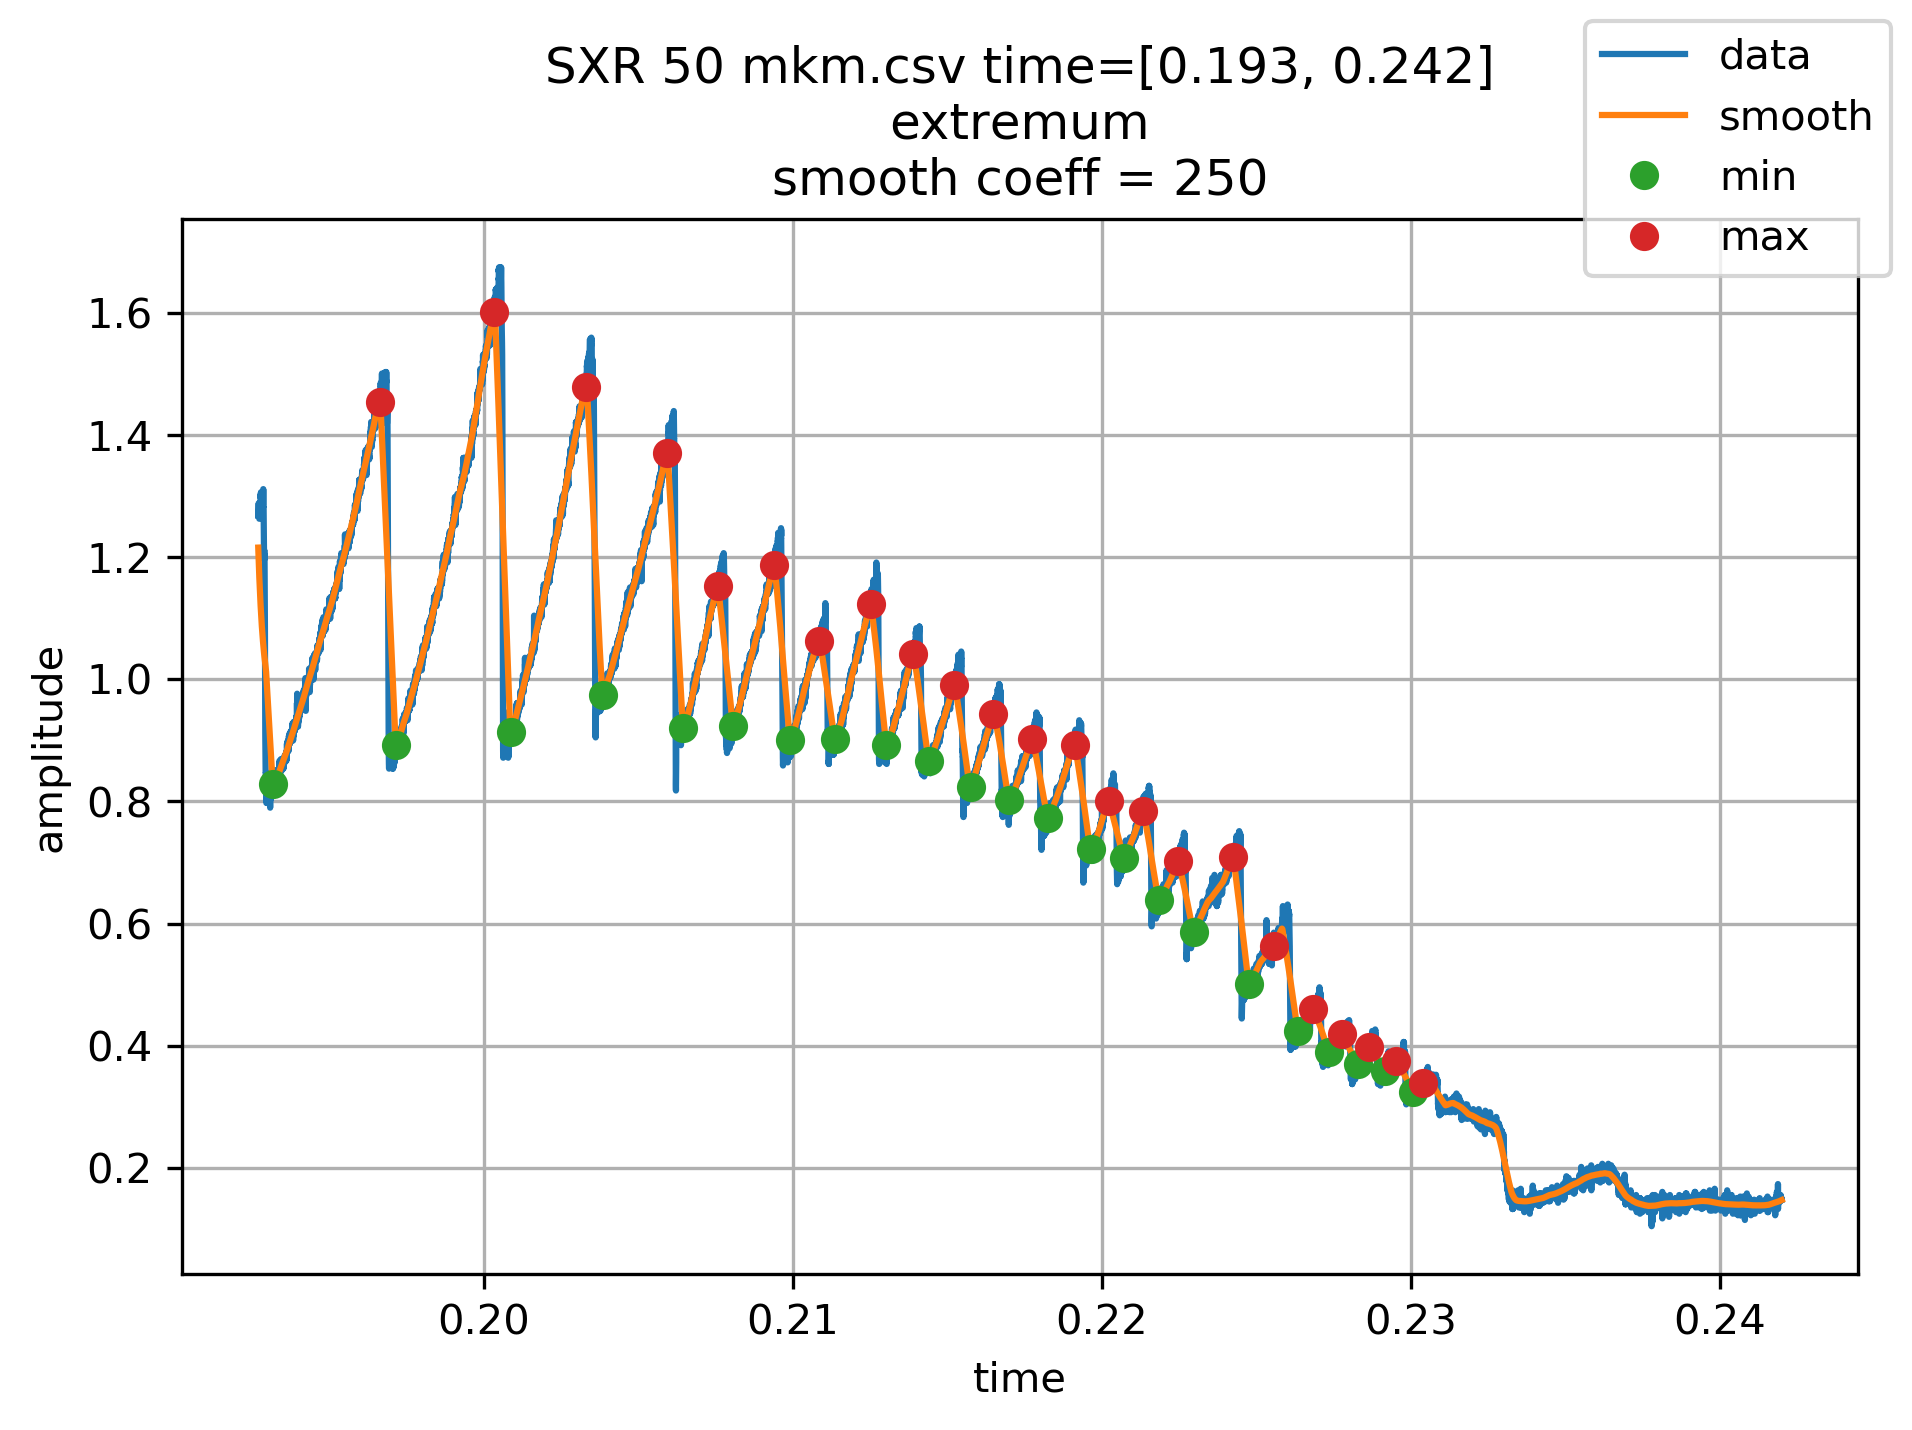 SXR 50 mkm.csv time=[0.193, 0.242]
extremum
smooth coeff = 250
data
smooth
min
max
amplitude
1.6
1.4
1.2
1.0
0.8
0.6
0.4
0.2
0.20
0.21
0.22
0.23
0.24
time